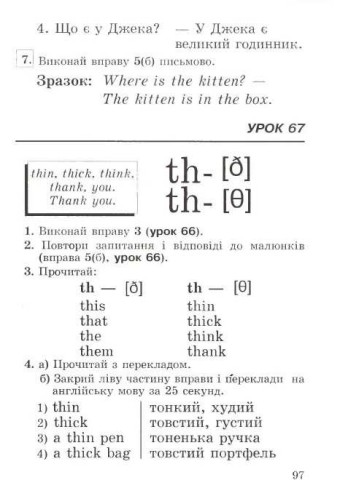 4. Що є у Джека? — У Джека є
великий годинник.
7. Виконай вправу 5(б) письмово.
Зразок: Where is the kitten? —
The kitten is in the box.
УРОК 67
thin, thick, think,
thank, you.
Thank you.
th- [ð]
th- [θ]
1. Виконай вправу 3 (урок 66).
2. Повтори запитання і відповіді до малюнків
(вправа 5(б), урок 66).
3. Прочитай:
th — [ð] th — [θ]
this thin
that thick
the think
them thank
4. а) Прочитай з перекладом.
б) Закрий ліву частину вправи і переклади на
англійську мову за 25 секунд.
1) thin тонкий, худий
2) thick товстий, густий
3) a thin pen тоненька ручка
4) a thick bag товстий портфель
97